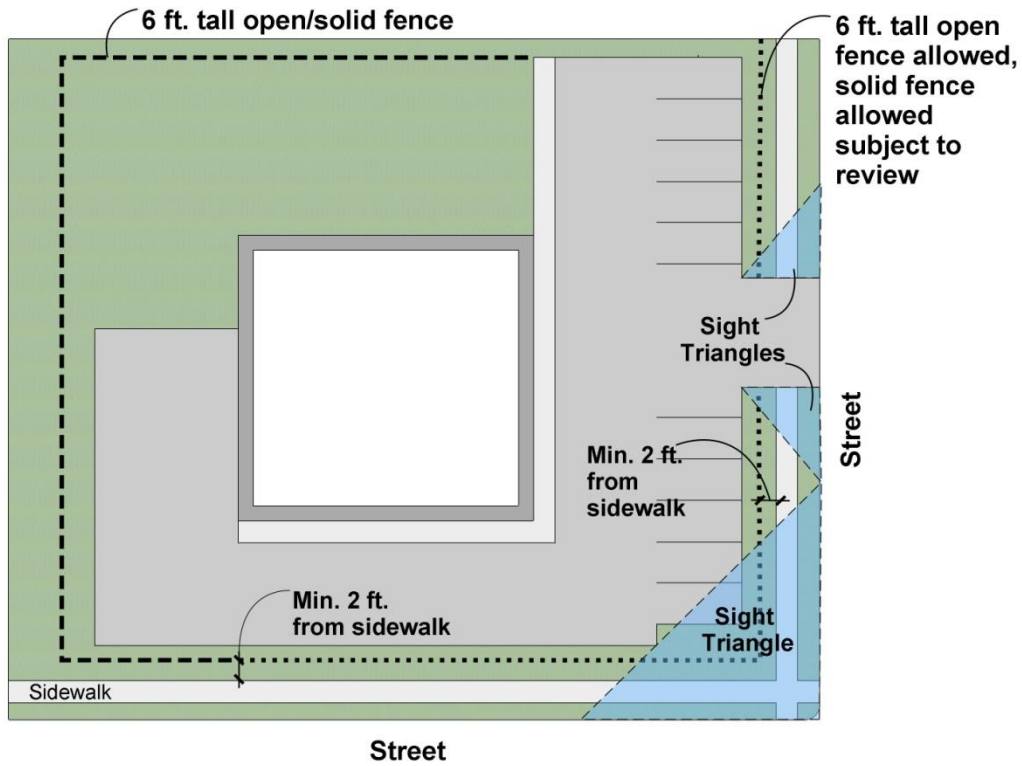 6 ft. tall open/solid fence
6 ft. tall open
fence allowed,
solid fence
allowed
subject to
review
Sight
Triangles
Street
Min. 2 ft.
from
sidewalk
Min. 2 ft.
from sidewalk
Sight
Triangle
Sidewalk
Street